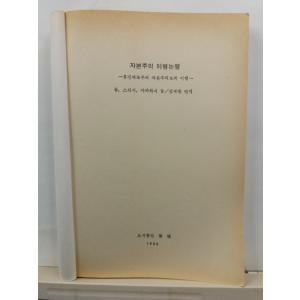 자본주의 이행논쟁
―봉건제로부터 자본주의로의 이행―
돕, 스위지, 다카하시 등/김대환 편역
도서출판 동녘
1984